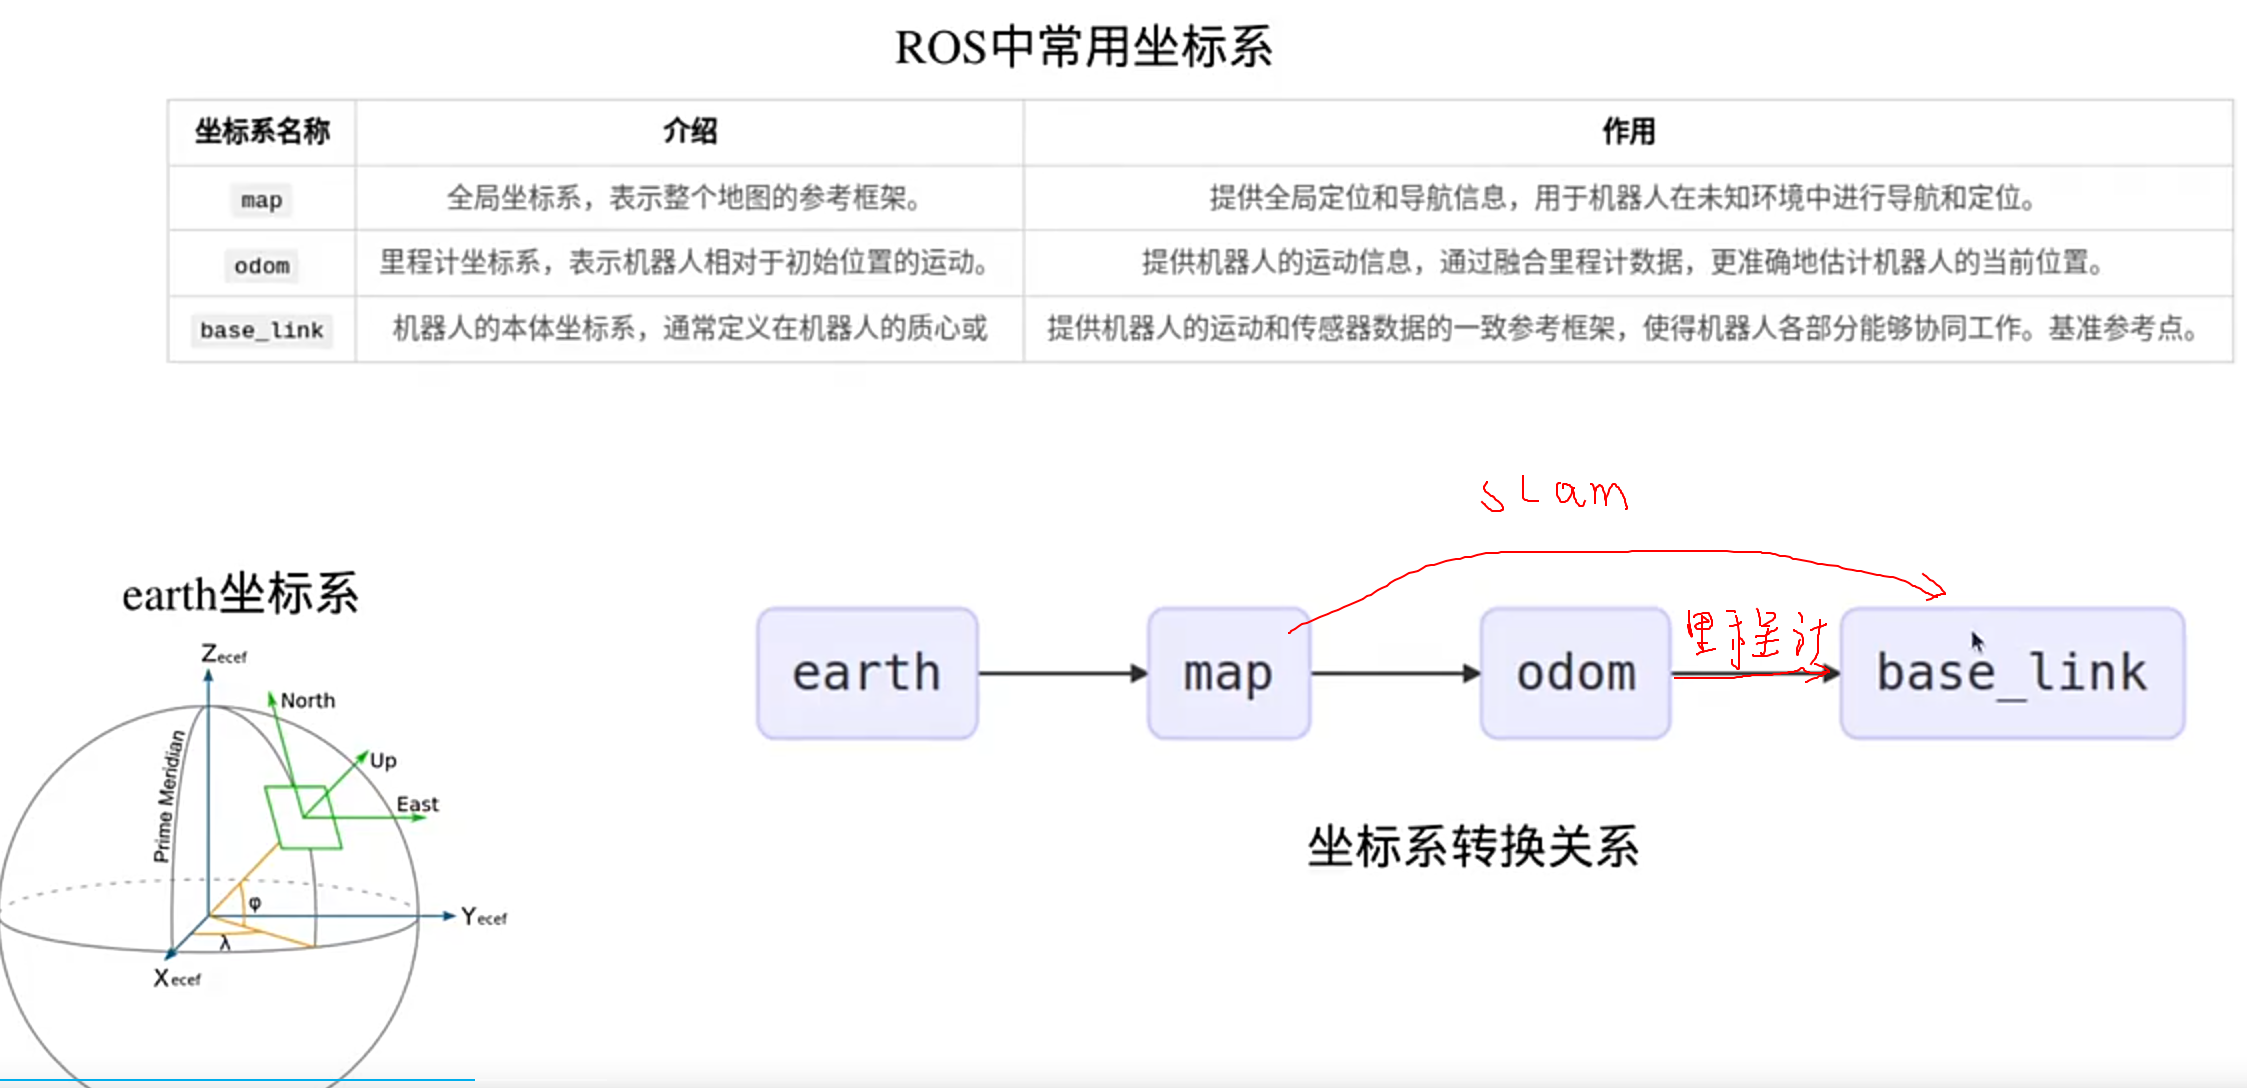 ROS中常用坐标系
坐标系名称 介绍 作用
map 全局坐标系，表示整个地图的参考框架。 提供全局定位和导航信息，用于机器人在未知环境中进行导航和定位。
odom 里程计坐标系，表示机器人相对于初始位置的运动。 提供机器人的运动信息，通过融合里程计数据，更准确地估计机器人的当前位置。
base_link 机器人的本体坐标系，通常定义在机器人的质心或 提供机器人的运动和传感器数据的一致参考框架，使得机器人各部分能够协同工作。基准参考点。
sLam
earth坐标系
里程计
earth map odom base_link
Zecef
North
Up
East
Prime Meridian
φ
λ
Yecef
Xecef
坐标系转换关系